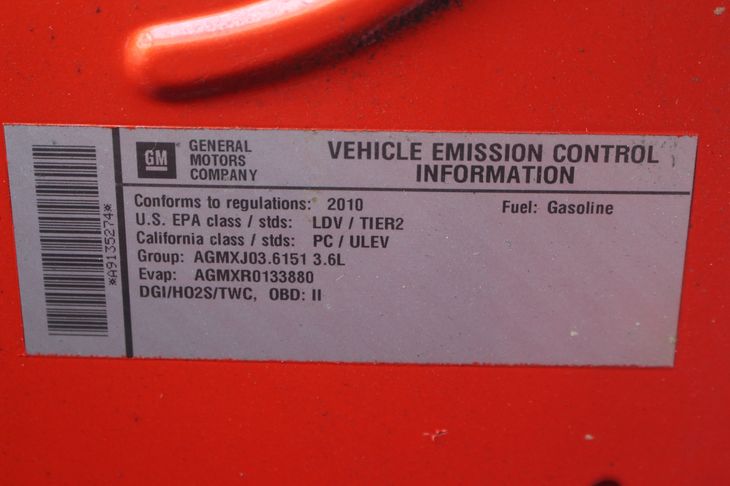 *A9135274*
GM
GENERAL
MOTORS
COMPANY
VEHICLE EMISSION CONTROL
INFORMATION
Conforms to regulations: 2010
Fuel: Gasoline
U.S. EPA class / stds: LDV / TIER2
California class / stds: PC / ULEV
Group: AGMXJ03.6151 3.6L
Evap: AGMXR0133880
DGI/HO2S/TWC, OBD: II